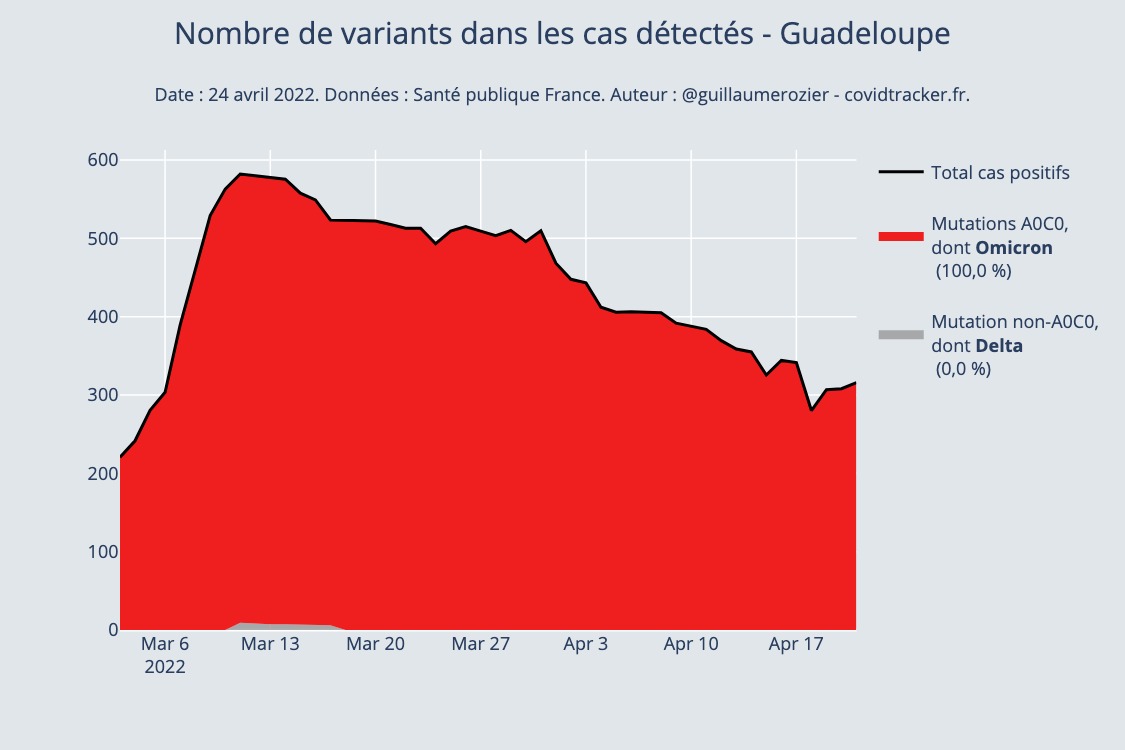 Nombre de variants dans les cas détectés - Guadeloupe
Date : 24 avril 2022. Données : Santé publique France. Auteur : @guillaumerozier - covidtracker.fr.
600
500
400
300
200
100
0
Mar 6
2022
Mar 13
Mar 20
Mar 27
Apr 3
Apr 10
Apr 17
Total cas positifs
Mutations A0C0,
dont Omicron
(100,0 %)
Mutation non-A0C0,
dont Delta
(0,0 %)